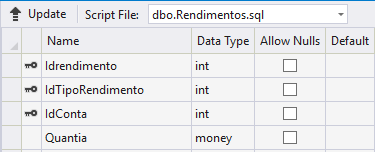 Update Script File: dbo.Rendimentos.sql
Name Data Type Allow Nulls Default
Idrendimento int
IdTipoRendimento int
IdConta int
Quantia money